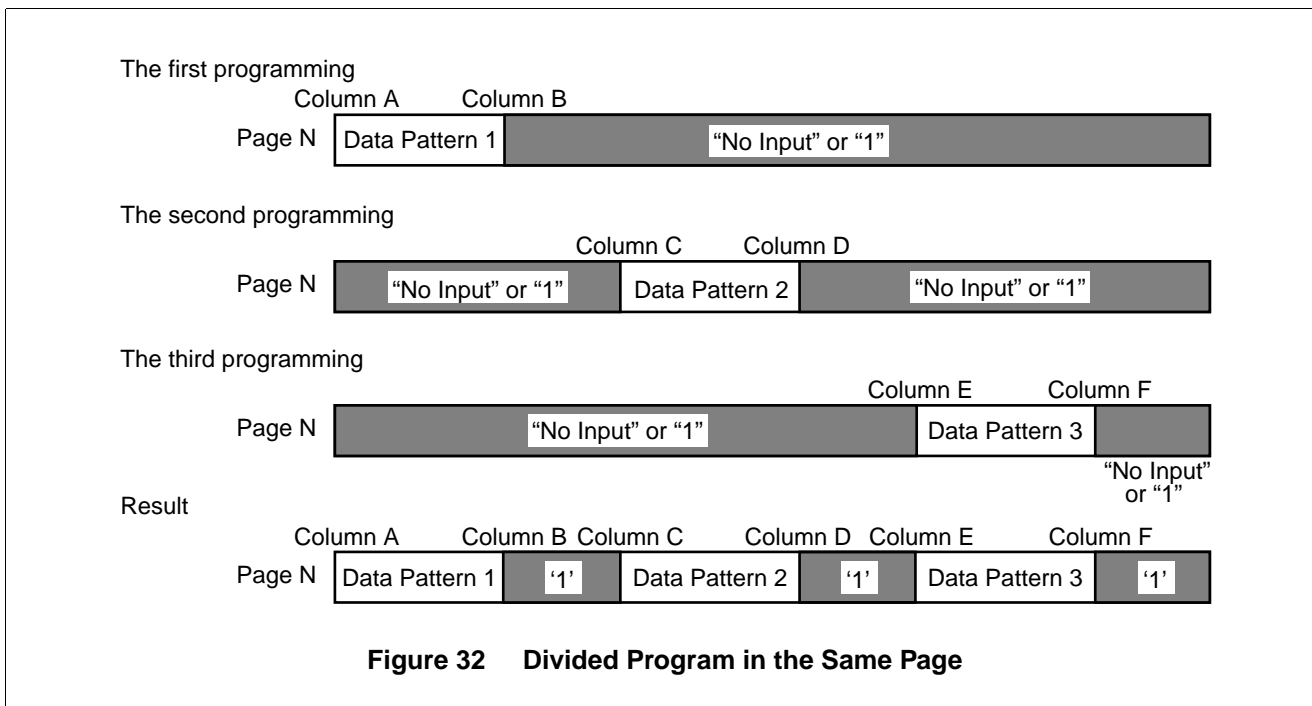 The first programming
Column A Column B
Page N Data Pattern 1 “No Input” or “1”
The second programming
Column C Column D
Page N “No Input” or “1” Data Pattern 2 “No Input” or “1”
The third programming
Column E Column F
Page N “No Input” or “1” Data Pattern 3
“No Input”
or “1”
Result
Column A Column B Column C Column D Column E Column F
Page N Data Pattern 1 ‘1’ Data Pattern 2 ‘1’ Data Pattern 3 ‘1’
Figure 32 Divided Program in the Same Page